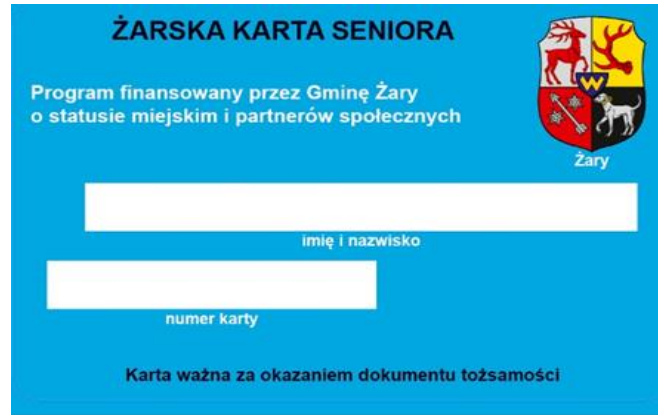 ŻARSKA KARTA SENIORA
Program finansowany przez Gminę Żary
o statusie miejskim i partnerów społecznych
W
Żary
imię i nazwisko
numer karty
Karta ważna za okazaniem dokumentu tożsamości